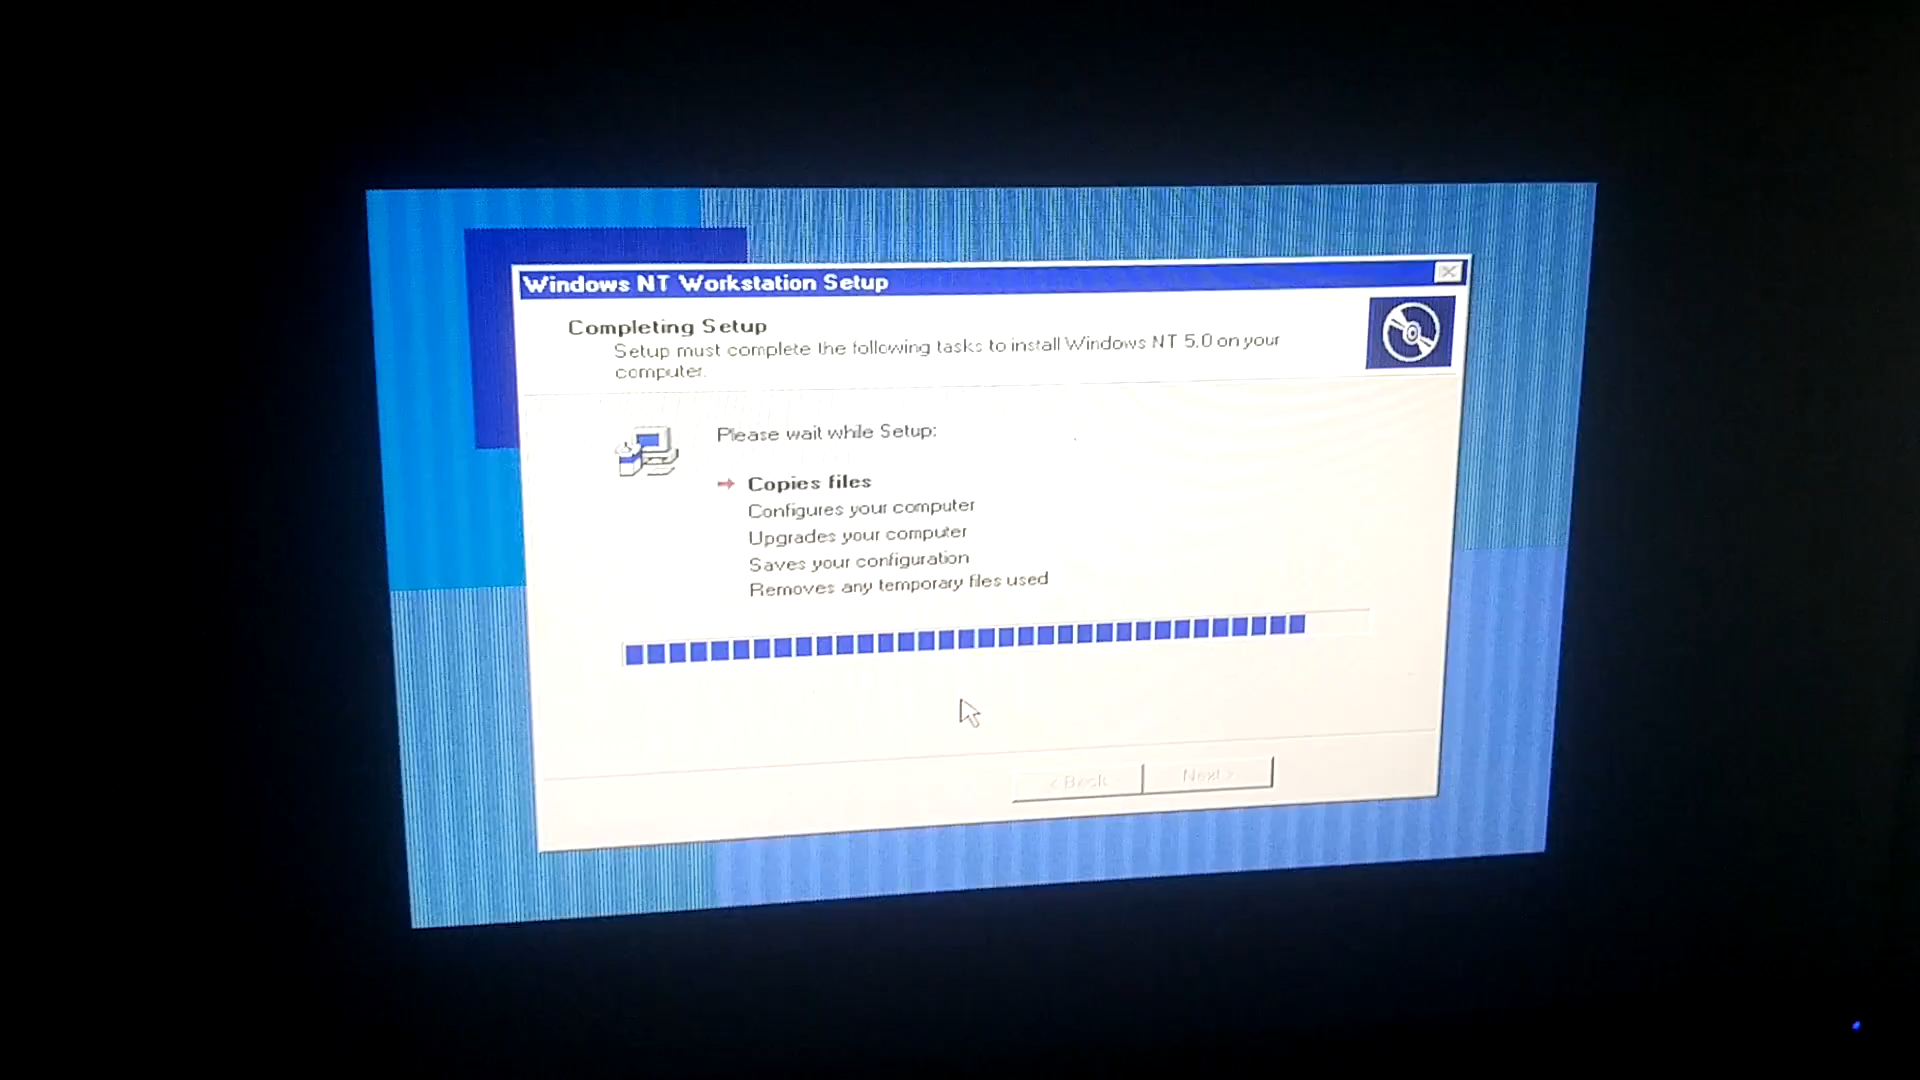 Windows NT Workstation Setup
Completing Setup
Setup must complete the following tasks to install Windows NT 5.0 on your
computer.
Please wait while Setup:
Copies files
Configures your computer
Upgrades your computer
Saves your configuration
Removes any temporary files used
< Back
Next >